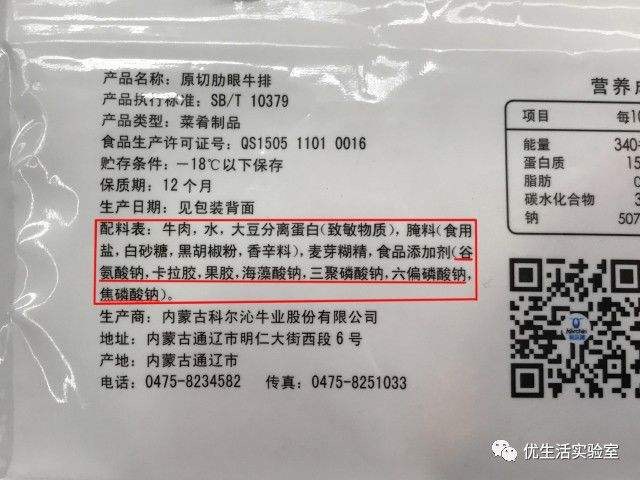 产品名称: 原切肋眼牛排
产品执行标准: SB/T 10379
产品类型: 菜肴制品
食品生产许可证号: QS1505 1101 0016
贮存条件: -18℃以下保存
保质期: 12个月
生产日期: 见包装背面
配料表: 牛肉, 水, 大豆分离蛋白(致敏物质), 腌料(食用
盐, 白砂糖, 黑胡椒粉, 香辛料), 麦芽糊精, 食品添加剂(谷
氨酸钠, 卡拉胶, 果胶, 海藻酸钠, 三聚磷酸钠, 六偏磷酸钠,
焦磷酸钠)。
生产商: 内蒙古科尔沁牛业股份有限公司
地址: 内蒙古通辽市明仁大街西段6号
产地: 内蒙古通辽市
电话: 0475-8234582 传真: 0475-8251033
营养成
项目 每10
能量 340
蛋白质 15
脂肪 0
碳水化合物 3
钠 507
优生活实验室